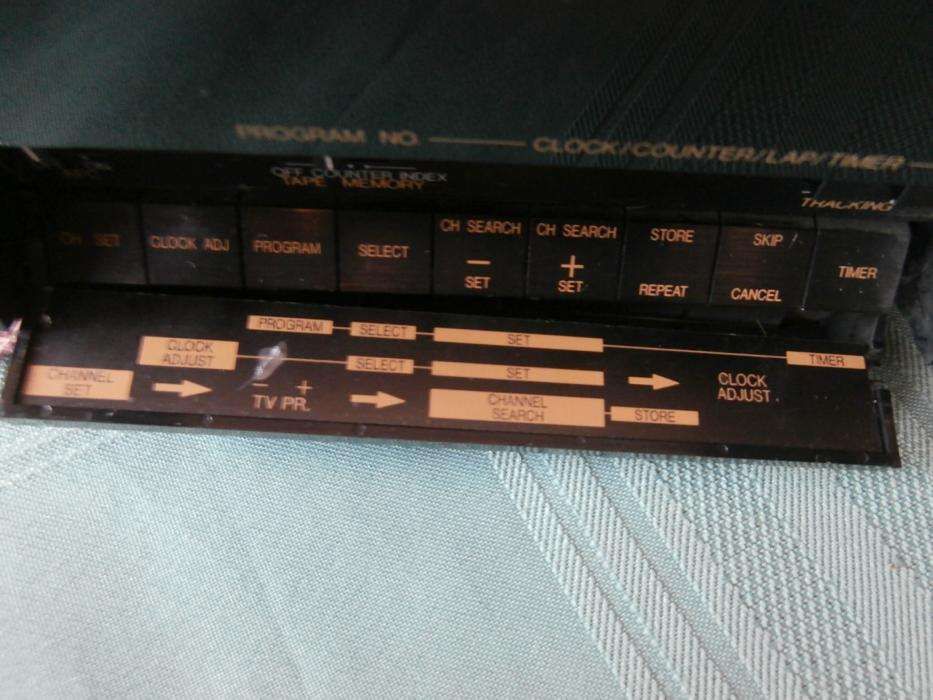 PROGRAM NO. CLOCK/COUNTER/LAP/TIMER
OFF COUNTER INDEX
TAPE MEMORY
CH SET
CLOCK ADJ
PROGRAM
SELECT
CH SEARCH
−
SET
CH SEARCH
+
SET
STORE
REPEAT
SKIP
CANCEL
TIMER
PROGRAM SELECT SET TIMER
CLOCK
ADJUST
SELECT SET
CLOCK
ADJUST
CHANNEL
SET
− +
TV PR.
CHANNEL
SEARCH
STORE